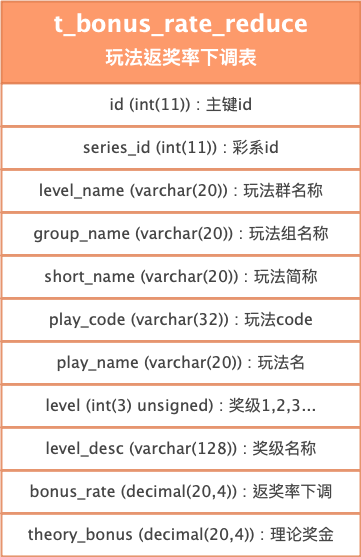 t_bonus_rate_reduce
玩法返奖率下调表
id (int(11)) : 主键id
series_id (int(11)) : 彩系id
level_name (varchar(20)) : 玩法群名称
group_name (varchar(20)) : 玩法组名称
short_name (varchar(20)) : 玩法简称
play_code (varchar(32)) : 玩法code
play_name (varchar(20)) : 玩法名
level (int(3) unsigned) : 奖级1,2,3...
level_desc (varchar(128)) : 奖级名称
bonus_rate (decimal(20,4)) : 返奖率下调
theory_bonus (decimal(20,4)) : 理论奖金